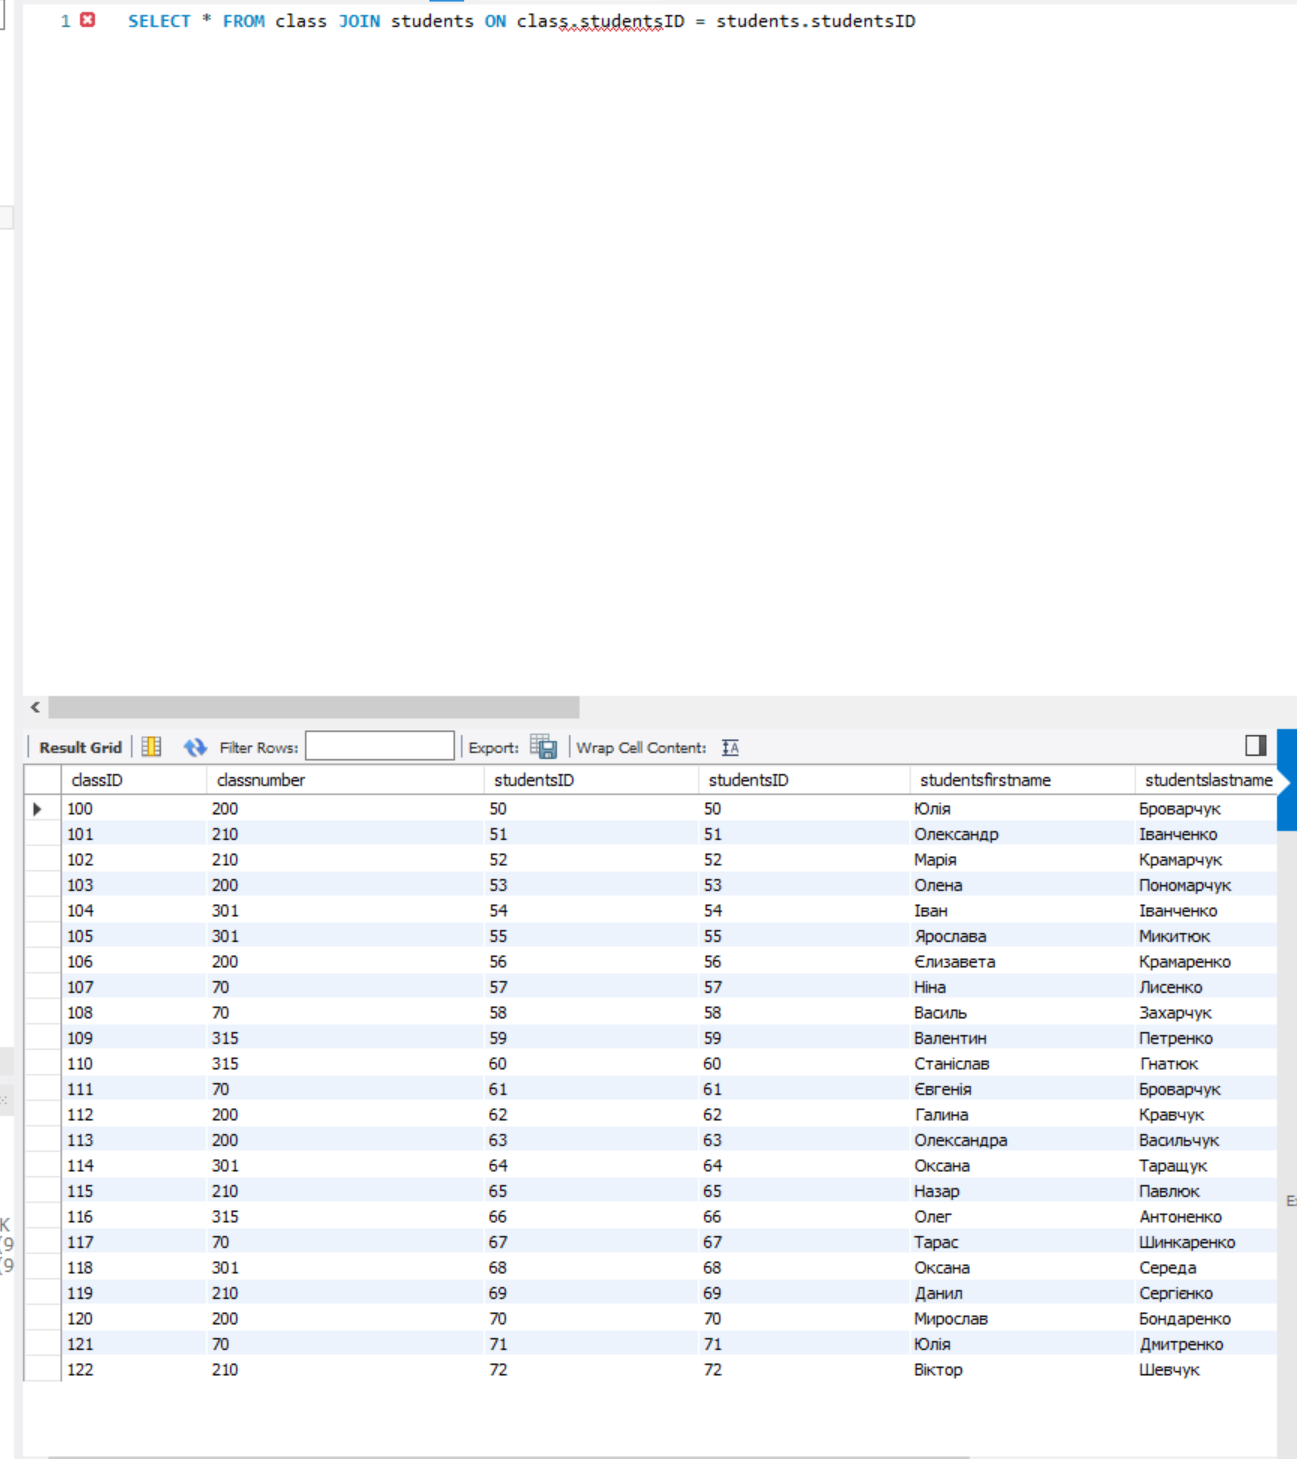 1 SELECT * FROM class JOIN students ON class.studentsID = students.studentsID
Result Grid Filter Rows: Export: Wrap Cell Content:
classID classnumber studentsID studentsID studentsfirstname studentslastname
100 200 50 50 Юлія Броварчук
101 210 51 51 Олександр Іванченко
102 210 52 52 Марія Крамарчук
103 200 53 53 Олена Пономарчук
104 301 54 54 Іван Іванченко
105 301 55 55 Ярослава Микитюк
106 200 56 56 Єлизавета Крамаренко
107 70 57 57 Ніна Лисенко
108 70 58 58 Василь Захарчук
109 315 59 59 Валентин Петренко
110 315 60 60 Станіслав Гнатюк
111 70 61 61 Євгенія Броварчук
112 200 62 62 Галина Кравчук
113 200 63 63 Олександра Васильчук
114 301 64 64 Оксана Таращук
115 210 65 65 Назар Павлюк
116 315 66 66 Олег Антоненко
117 70 67 67 Тарас Шинкаренко
118 301 68 68 Оксана Середа
119 210 69 69 Данил Сергієнко
120 200 70 70 Мирослав Бондаренко
121 70 71 71 Юлія Дмитренко
122 210 72 72 Віктор Шевчук